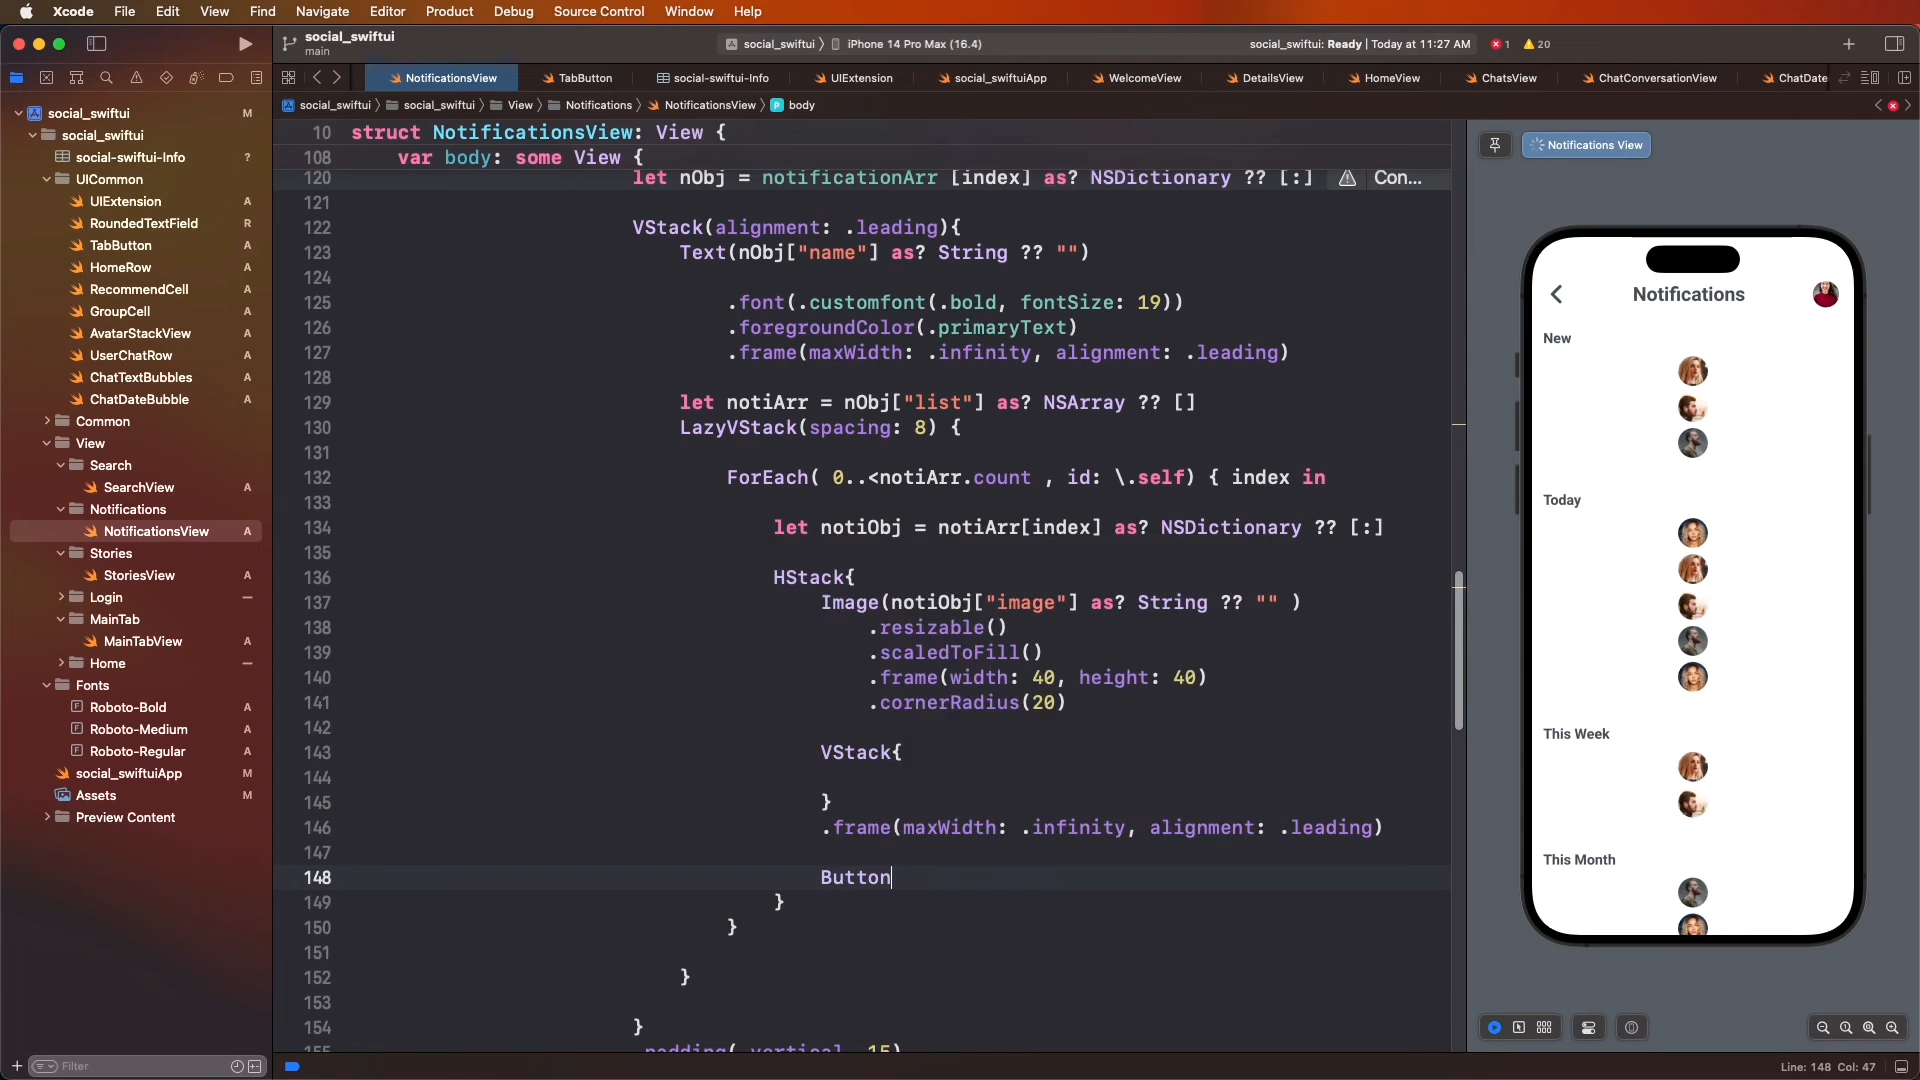 Xcode File Edit View Find Navigate Editor Product Debug Source Control Window Help
social_swiftui
main
social_swiftui iPhone 14 Pro Max (16.4)
social_swiftui: Ready | Today at 11:27 AM
1 20
NotificationsView TabButton social-swiftui-Info UIExtension social_swiftuiApp WelcomeView DetailsView HomeView ChatsView ChatConversationView ChatDate
social_swiftui social_swiftui View Notifications NotificationsView P body
social_swiftui M
social_swiftui
social-swiftui-Info ?
UICommon
UIExtension A
RoundedTextField R
TabButton A
HomeRow A
RecommendCell A
GroupCell A
AvatarStackView A
UserChatRow A
ChatTextBubbles A
ChatDateBubble A
Common
View
Search
SearchView A
Notifications
NotificationsView A
Stories
StoriesView A
Login
MainTab
MainTabView A
Home
Fonts
Roboto-Bold A
Roboto-Medium A
Roboto-Regular A
social_swiftuiApp M
Assets M
Preview Content
Filter
10 struct NotificationsView: View {
108 var body: some View {
120 let nObj = notificationArr [index] as? NSDictionary ?? [:] Con...
121
122 VStack(alignment: .leading){
123 Text(nObj["name"] as? String ?? "")
124
125 .font(.customfont(.bold, fontSize: 19))
126 .foregroundColor(.primaryText)
127 .frame(maxWidth: .infinity, alignment: .leading)
128
129 let notiArr = nObj["list"] as? NSArray ?? []
130 LazyVStack(spacing: 8) {
131
132 ForEach( 0..<notiArr.count , id: \.self) { index in
133
134 let notiObj = notiArr[index] as? NSDictionary ?? [:]
135
136 HStack{
137 Image(notiObj["image"] as? String ?? "" )
138 .resizable()
139 .scaledToFill()
140 .frame(width: 40, height: 40)
141 .cornerRadius(20)
142
143 VStack{
144
145 }
146 .frame(maxWidth: .infinity, alignment: .leading)
147
148 Button
149 }
150 }
151
152 }
153
154 }
155 .padding(.vertical, 15)
Notifications View
Notifications
New
Today
This Week
This Month
Line: 148 Col: 47